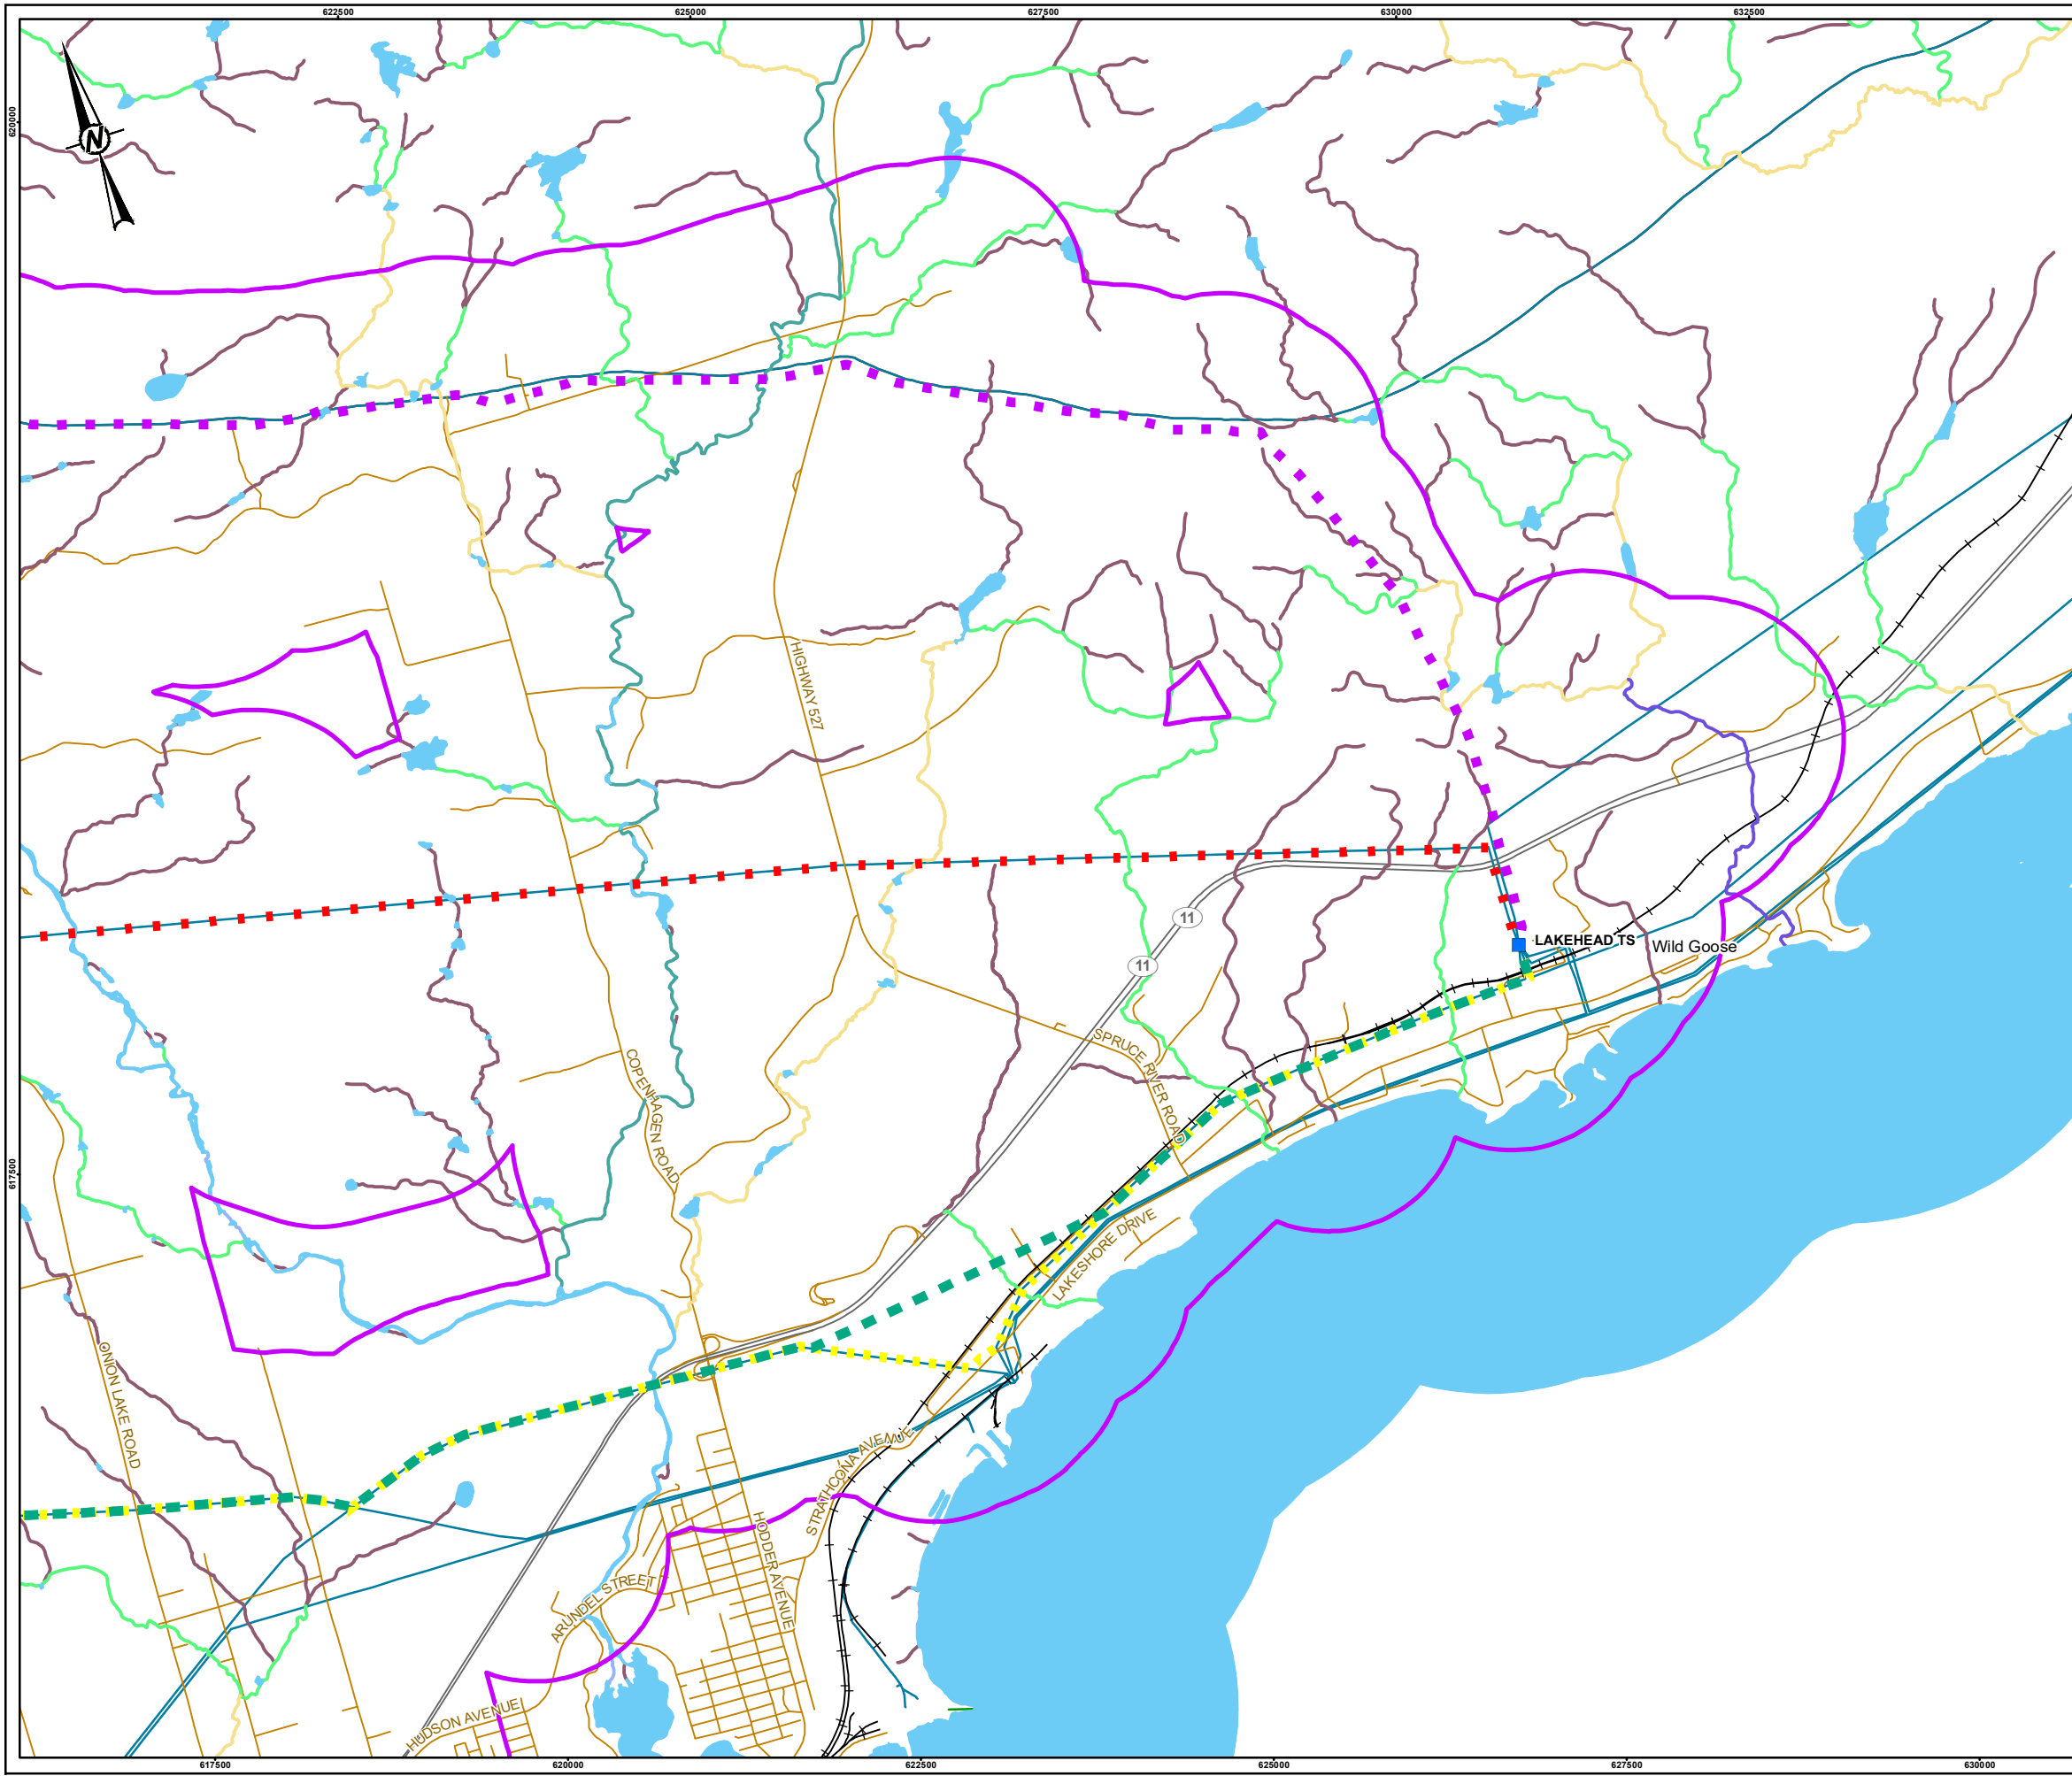 622500
625000
627500
630000
632500
620000
N
HIGHWAY 527
11
LAKEHEAD TS
Wild Goose
11
SPRUCE RIVER ROAD
COPENHAGEN ROAD
617500
LAKESHORE DRIVE
ONION LAKE ROAD
STRATHCONA AVENUE
HODDER AVENUE
ARUNDEL STREET
HUDSON AVENUE
617500
620000
622500
625000
627500
630000